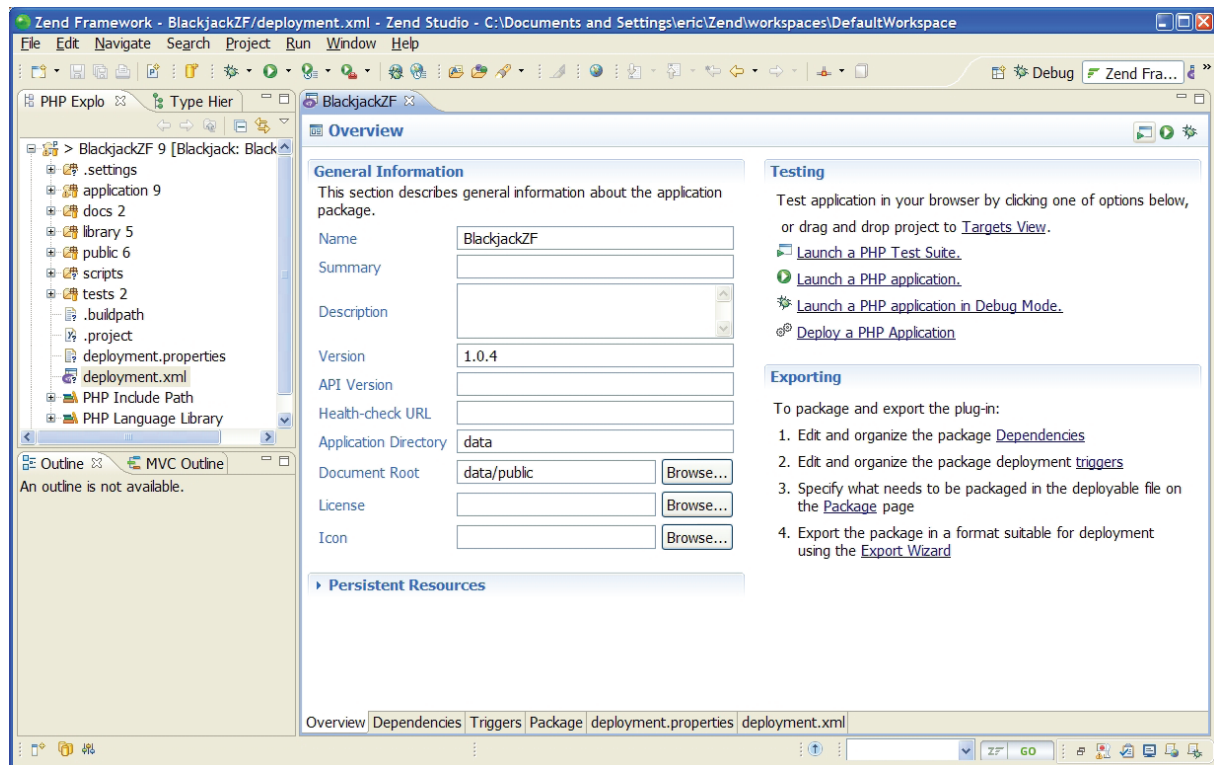 Zend Framework - BlackjackZF/deployment.xml - Zend Studio - C:\Documents and Settings\eric\Zend\workspaces\DefaultWorkspace
File Edit Navigate Search Project Run Window Help
Debug Zend Fra... »
PHP Explo Type Hier
> BlackjackZF 9 [Blackjack: Black
.settings
application 9
docs 2
library 5
public 6
scripts
tests 2
.buildpath
.project
deployment.properties
deployment.xml
PHP Include Path
PHP Language Library
Outline MVC Outline
An outline is not available.
BlackjackZF
Overview
General Information
This section describes general information about the application
package.
Name BlackjackZF
Summary
Description
Version 1.0.4
API Version
Health-check URL
Application Directory data
Document Root data/public Browse...
License Browse...
Icon Browse...
Persistent Resources
Testing
Test application in your browser by clicking one of options below,
or drag and drop project to Targets View.
Launch a PHP Test Suite.
Launch a PHP application.
Launch a PHP application in Debug Mode.
Deploy a PHP Application
Exporting
To package and export the plug-in:
1. Edit and organize the package Dependencies
2. Edit and organize the package deployment triggers
3. Specify what needs to be packaged in the deployable file on
the Package page
4. Export the package in a format suitable for deployment
using the Export Wizard
Overview Dependencies Triggers Package deployment.properties deployment.xml
ZF GO